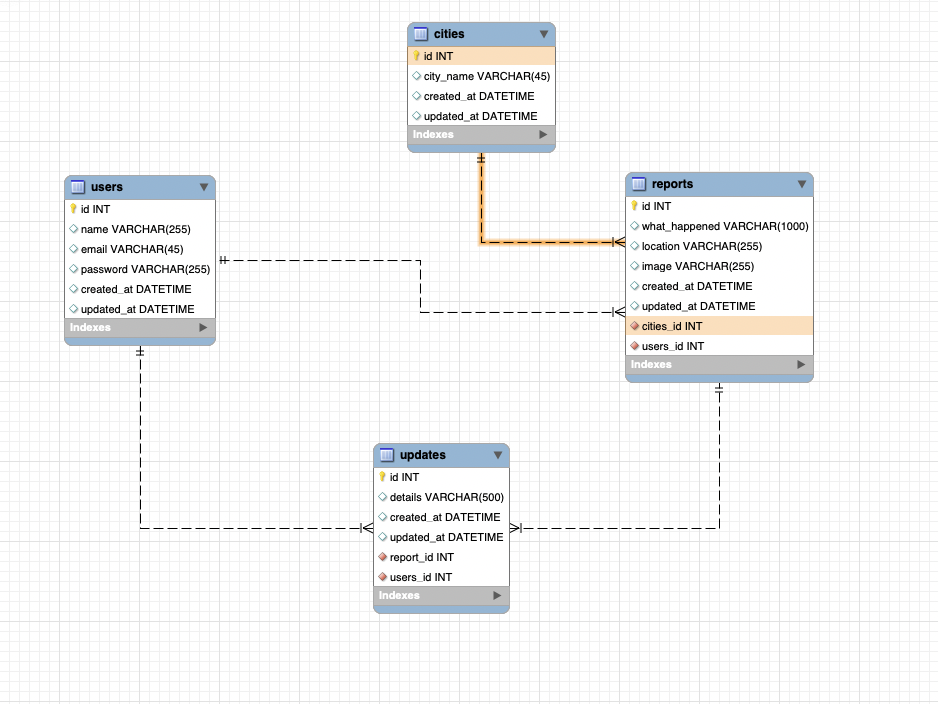 cities
id INT
city_name VARCHAR(45)
created_at DATETIME
updated_at DATETIME
Indexes
users
id INT
name VARCHAR(255)
email VARCHAR(45)
password VARCHAR(255)
created_at DATETIME
updated_at DATETIME
Indexes
reports
id INT
what_happened VARCHAR(1000)
location VARCHAR(255)
image VARCHAR(255)
created_at DATETIME
updated_at DATETIME
cities_id INT
users_id INT
Indexes
updates
id INT
details VARCHAR(500)
created_at DATETIME
updated_at DATETIME
report_id INT
users_id INT
Indexes